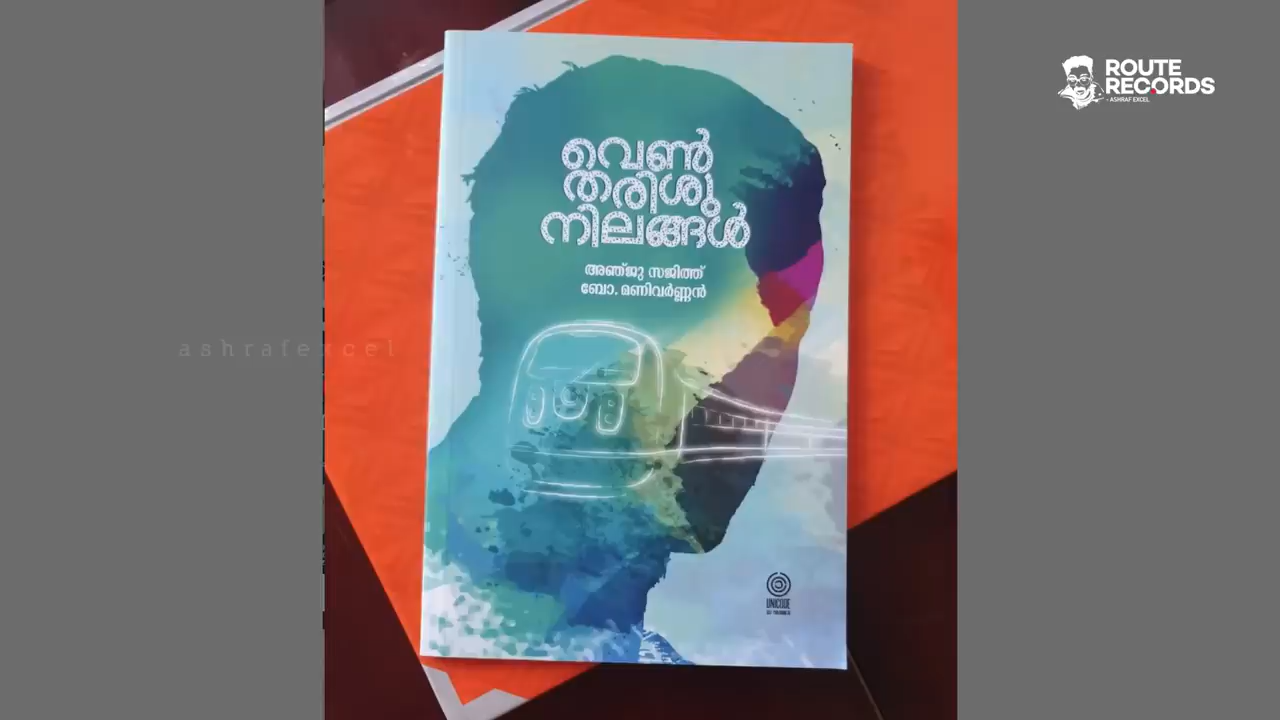 ROUTE
RECORDS
- ASHRAF EXCEL
വെൺ
തരിശു
നിലങ്ങൾ
അഞ്ജു സജിത്ത്
ബോ. മണിവർണ്ണൻ
ashrafexcel
UNICODE